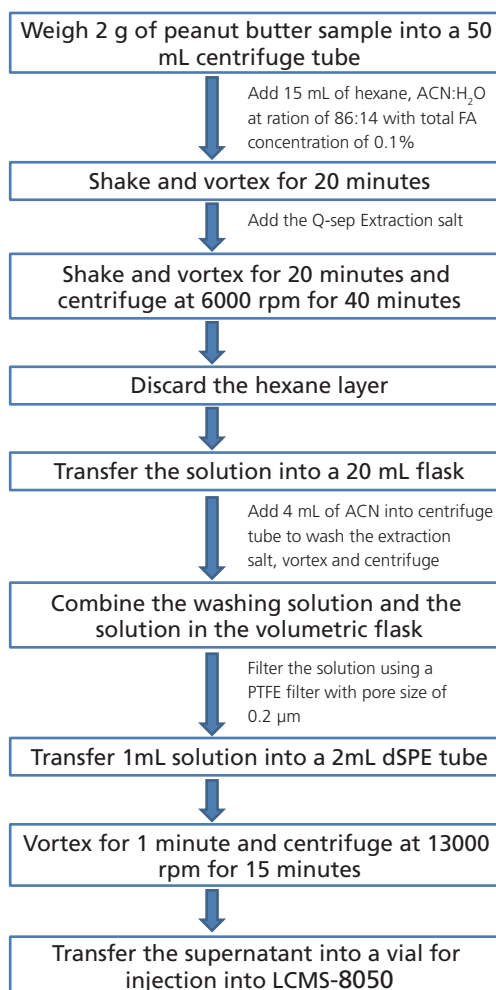 Weigh 2 g of peanut butter sample into a 50
mL centrifuge tube
Add 15 mL of hexane, ACN:H₂O
at ration of 86:14 with total FA
concentration of 0.1%
Shake and vortex for 20 minutes
Add the Q-sep Extraction salt
Shake and vortex for 20 minutes and
centrifuge at 6000 rpm for 40 minutes
Discard the hexane layer
Transfer the solution into a 20 mL flask
Add 4 mL of ACN into centrifuge
tube to wash the extraction
salt, vortex and centrifuge
Combine the washing solution and the
solution in the volumetric flask
Filter the solution using a
PTFE filter with pore size of
0.2 µm
Transfer 1mL solution into a 2mL dSPE tube
Vortex for 1 minute and centrifuge at 13000
rpm for 15 minutes
Transfer the supernatant into a vial for
injection into LCMS-8050